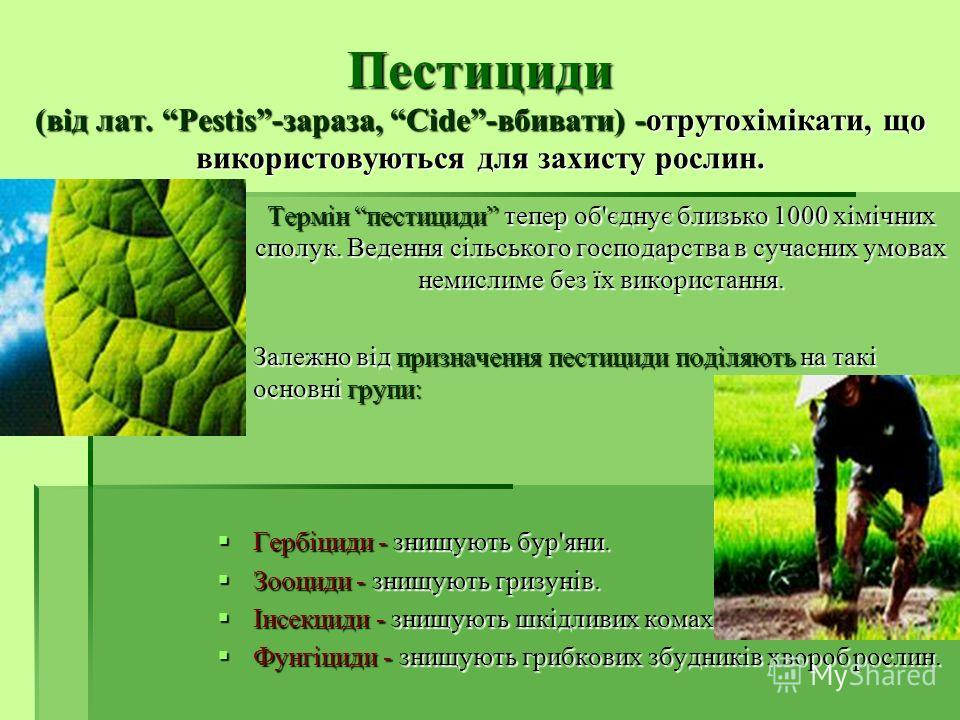 Пестициди
(від лат. “Pestis”-зараза, “Cide”-вбивати) -отрутохімікати, що
використовуються для захисту рослин.
Термін “пестициди” тепер об'єднує близько 1000 хімічних
сполук. Ведення сільського господарства в сучасних умовах
немислиме без їх використання.
Залежно від призначення пестициди поділяють на такі
основні групи:
Гербіциди - знищують бур'яни.
Зооциди - знищують гризунів.
Інсекциди - знищують шкідливих комах
Фунгіциди - знищують грибкових збудників хвороб рослин.
MyShared